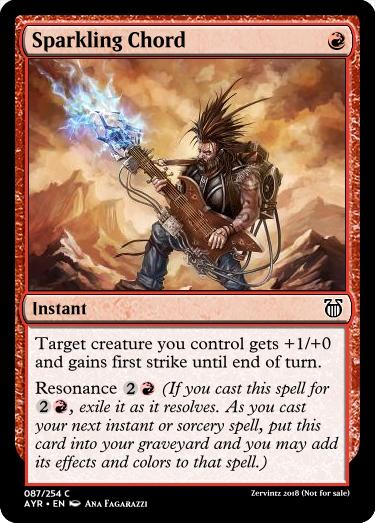 Sparkling Chord
Instant
Target creature you control gets +1/+0
and gains first strike until end of turn.
Resonance 2 (If you cast this spell for
2 , exile it as it resolves. As you cast
your next instant or sorcery spell, put this
card into your graveyard and you may add
its effects and colors to that spell.)
087/254 C
AYR • EN Ana Fagarazzi
Zervintz 2018 (Not for sale)